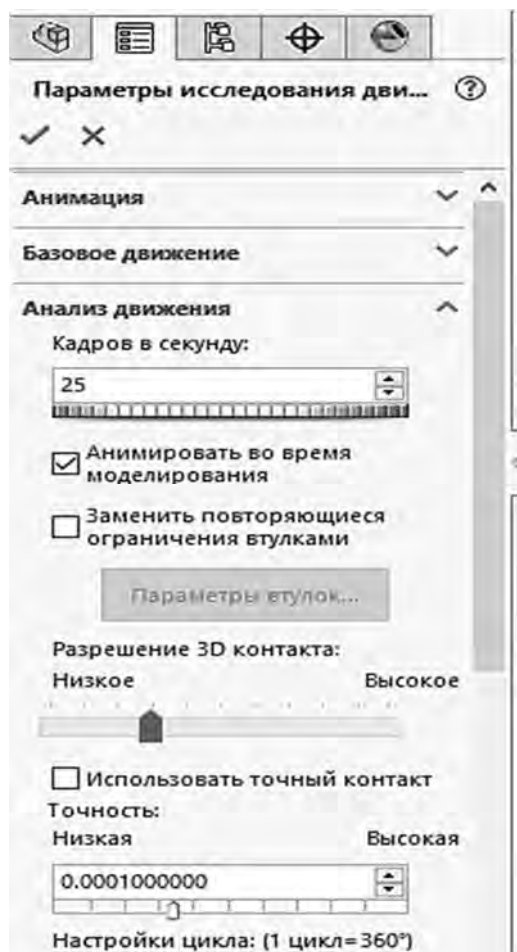 Параметры исследования дви...
Анимация
Базовое движение
Анализ движения
Кадров в секунду:
25
Анимировать во время
моделирования
Заменить повторяющиеся
ограничения втулками
Параметры втулок...
Разрешение 3D контакта:
Низкое Высокое
Использовать точный контакт
Точность:
Низкая Высокая
0.0001000000
Настройки цикла: (1 цикл=360°)